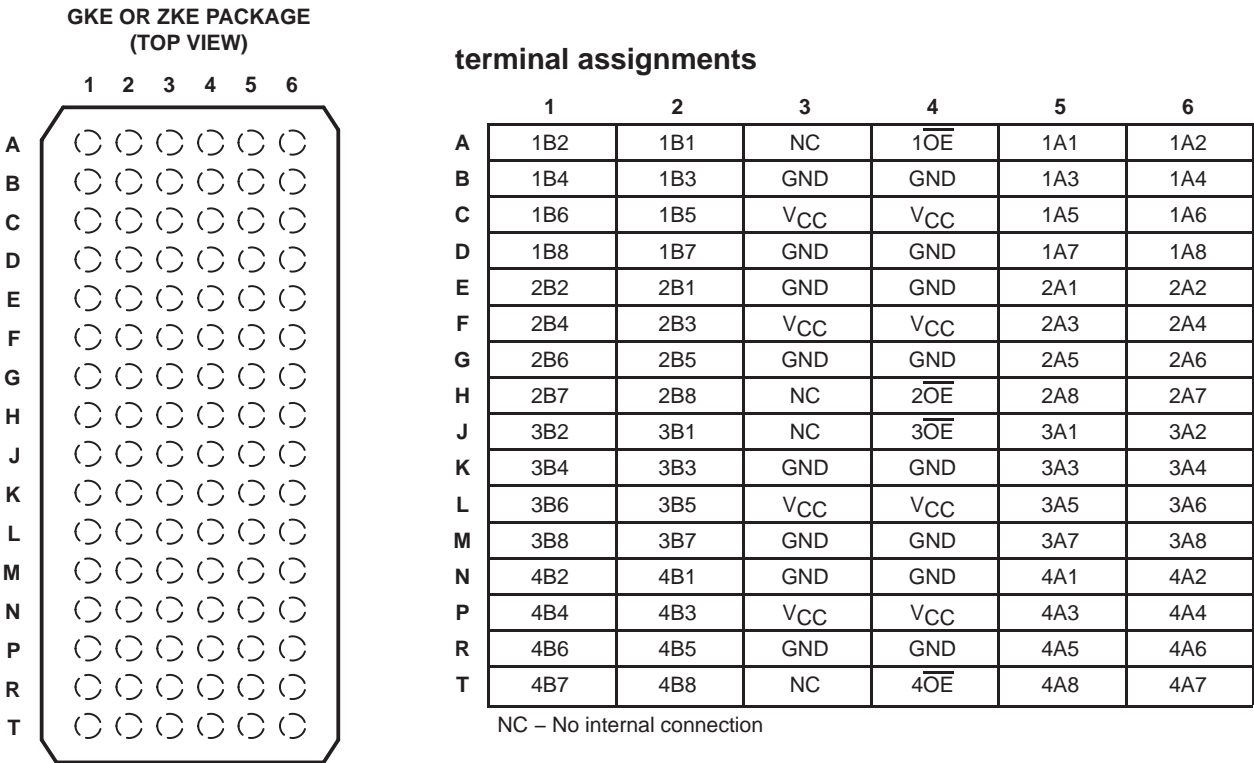 GKE OR ZKE PACKAGE
(TOP VIEW)
1 2 3 4 5 6
A
B
C
D
E
F
G
H
J
K
L
M
N
P
R
T
terminal assignments
1 2 3 4 5 6
A 1B2 1B1 NC 1O̅E̅ 1A1 1A2
B 1B4 1B3 GND GND 1A3 1A4
C 1B6 1B5 VCC VCC 1A5 1A6
D 1B8 1B7 GND GND 1A7 1A8
E 2B2 2B1 GND GND 2A1 2A2
F 2B4 2B3 VCC VCC 2A3 2A4
G 2B6 2B5 GND GND 2A5 2A6
H 2B7 2B8 NC 2O̅E̅ 2A8 2A7
J 3B2 3B1 NC 3O̅E̅ 3A1 3A2
K 3B4 3B3 GND GND 3A3 3A4
L 3B6 3B5 VCC VCC 3A5 3A6
M 3B8 3B7 GND GND 3A7 3A8
N 4B2 4B1 GND GND 4A1 4A2
P 4B4 4B3 VCC VCC 4A3 4A4
R 4B6 4B5 GND GND 4A5 4A6
T 4B7 4B8 NC 4O̅E̅ 4A8 4A7
NC – No internal connection